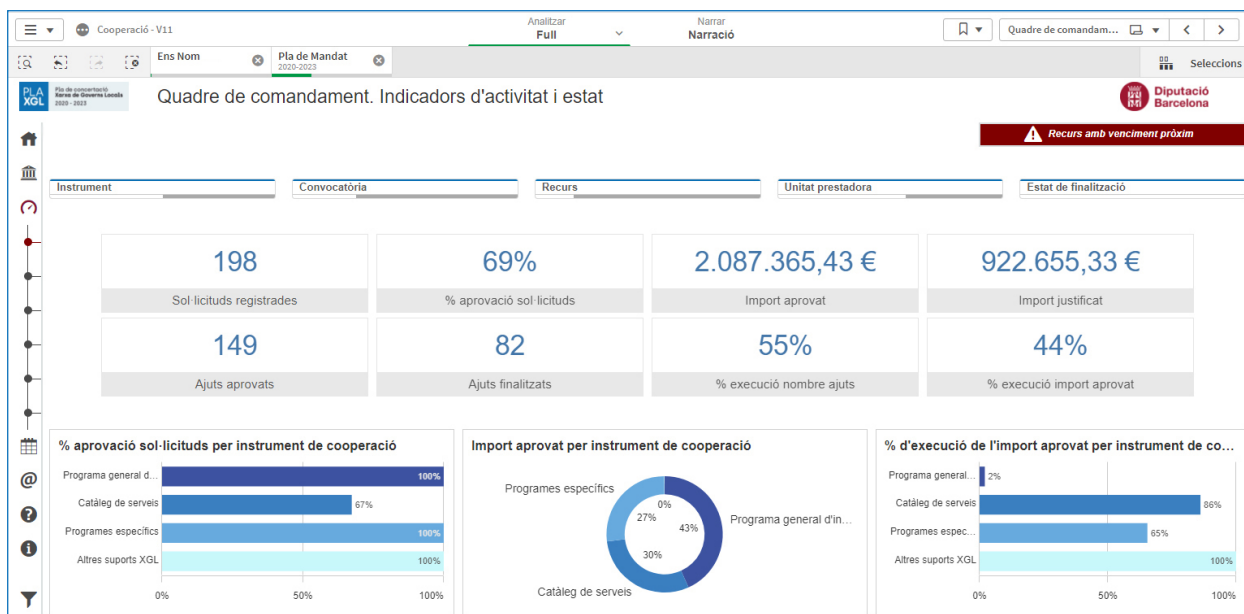 Cooperació - V11
Analitzar
Full
Narrar
Narració
Quadre de comandam...
Ens Nom
Pla de Mandat
2020-2023
Seleccions
PLA XGL
Pla de concertació
Xarxa de Governs Locals
2020 - 2023
Quadre de comandament. Indicadors d'activitat i estat
Diputació
Barcelona
Recurs amb venciment pròxim
Instrument
Convocatòria
Recurs
Unitat prestadora
Estat de finalització
198
Sol·licituds registrades
69%
% aprovació sol·licituds
2.087.365,43 €
Import aprovat
922.655,33 €
Import justificat
149
Ajuts aprovats
82
Ajuts finalitzats
55%
% execució nombre ajuts
44%
% execució import aprovat
% aprovació sol·licituds per instrument de cooperació
Programa general d...
100%
Catàleg de serveis
67%
Programes específics
100%
Altres suports XGL
100%
0%
50%
100%
Import aprovat per instrument de cooperació
Programes específics
0%
27%
43%
30%
Programa general d'in...
Catàleg de serveis
% d'execució de l'import aprovat per instrument de co...
Programa general...
2%
Catàleg de serveis
86%
Programes espec...
65%
Altres suports XGL
100%
0%
50%
100%